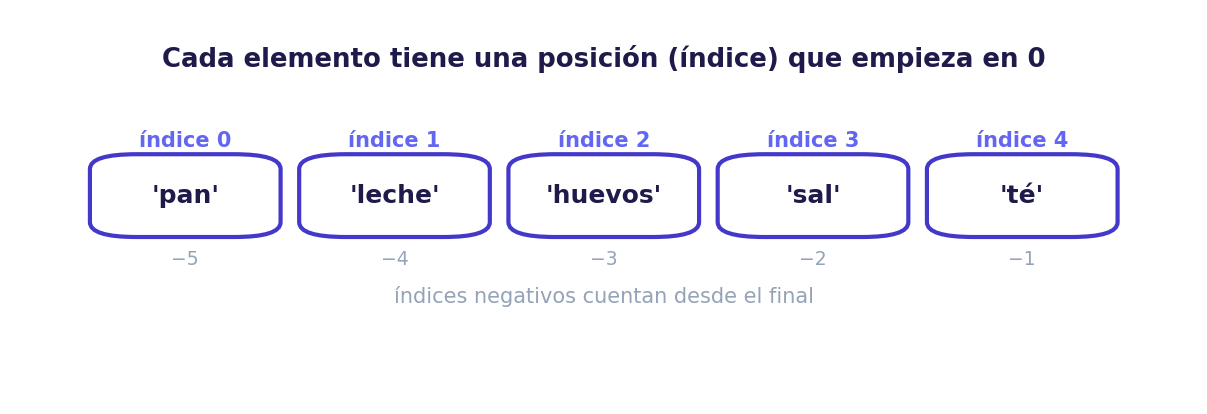 Cada elemento tiene una posición (índice) que empieza en 0
índice 0 índice 1 índice 2 índice 3 índice 4
'pan' 'leche' 'huevos' 'sal' 'té'
−5 −4 −3 −2 −1
índices negativos cuentan desde el final